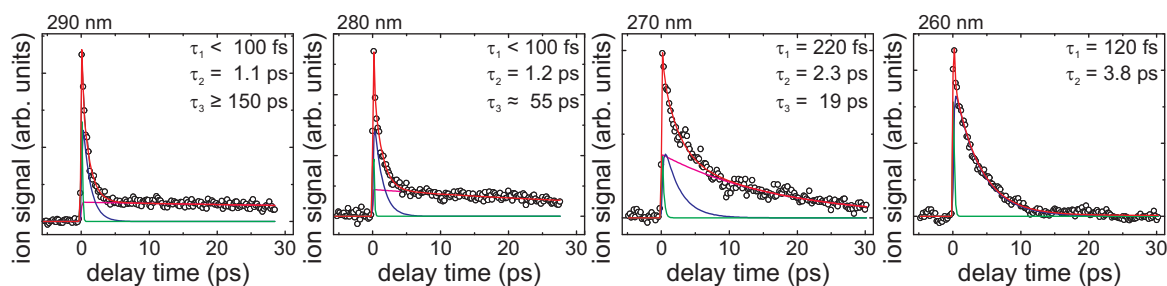 290 nm
τ1 < 100 fs
τ2 = 1.1 ps
τ3 ≥ 150 ps
ion signal (arb. units)
0 10 20 30
delay time (ps)
280 nm
τ1 < 100 fs
τ2 = 1.2 ps
τ3 ≈ 55 ps
ion signal (arb. units)
0 10 20 30
delay time (ps)
270 nm
τ1 = 220 fs
τ2 = 2.3 ps
τ3 = 19 ps
ion signal (arb. units)
0 10 20 30
delay time (ps)
260 nm
τ1 = 120 fs
τ2 = 3.8 ps
ion signal (arb. units)
0 10 20 30
delay time (ps)